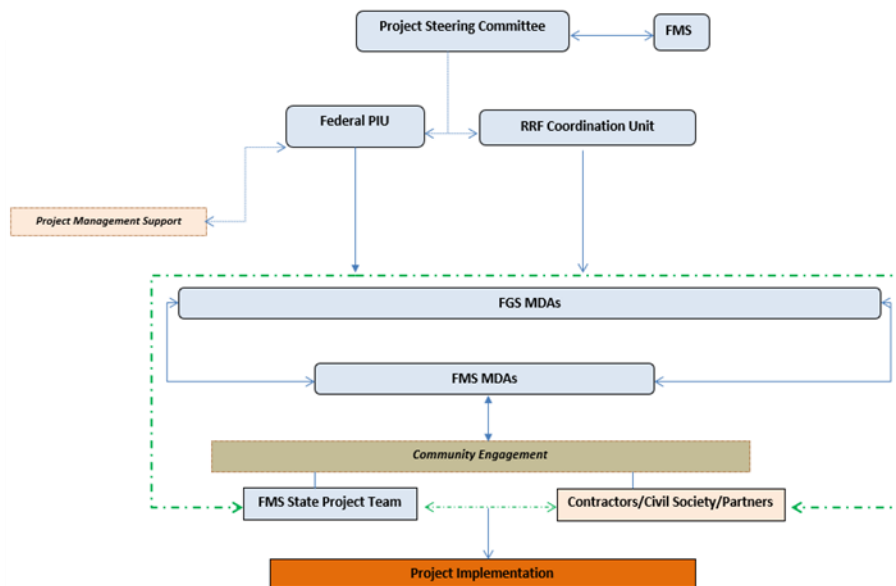 Project Steering Committee
FMS
Federal PIU
RRF Coordination Unit
Project Management Support
FGS MDAs
FMS MDAs
Community Engagement
FMS State Project Team
Contractors/Civil Society/Partners
Project Implementation